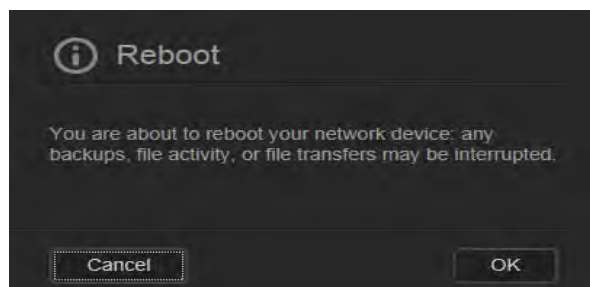 Reboot
You are about to reboot your network device: any
backups, file activity, or file transfers may be interrupted.
Cancel
OK